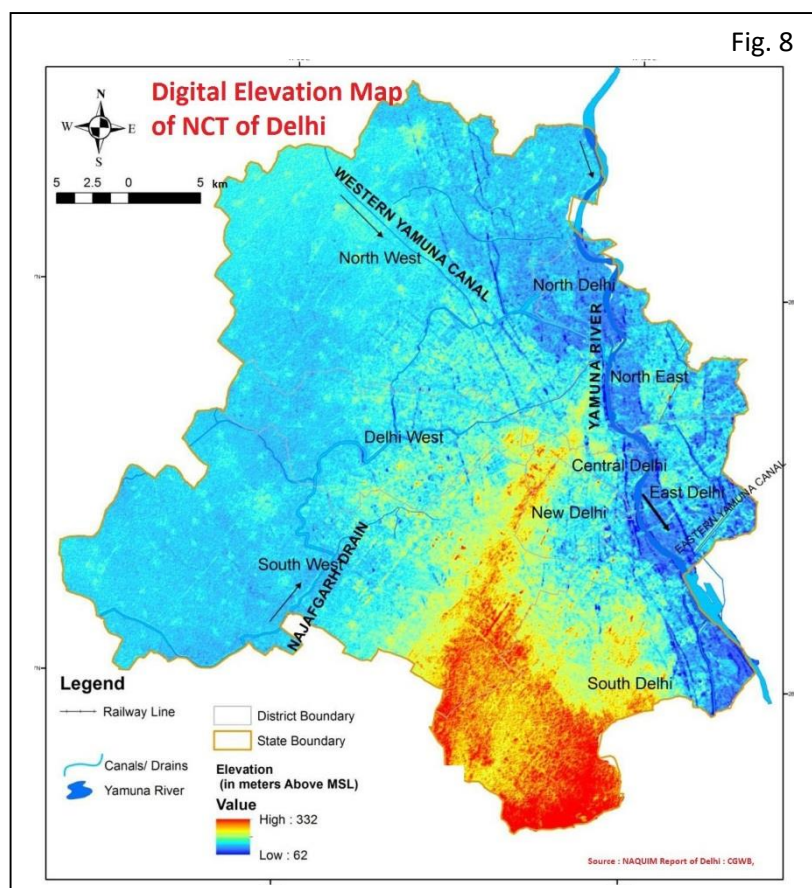 Fig. 8
Digital Elevation Map
of NCT of Delhi
N
W
E
S
5 2.5 0 5
km
WESTERN YAMUNA CANAL
North West
North Delhi
YAMUNA RIVER
North East
Delhi West
Central Delhi
East Delhi
EASTERN YAMUNA CANAL
New Delhi
South West
NAJAFGARH DRAIN
South Delhi
Legend
Railway Line
Canals/ Drains
Yamuna River
District Boundary
State Boundary
Elevation
(in meters Above MSL)
Value
High : 332
Low : 62
Source : NAQUIM Report of Delhi : CGWB,